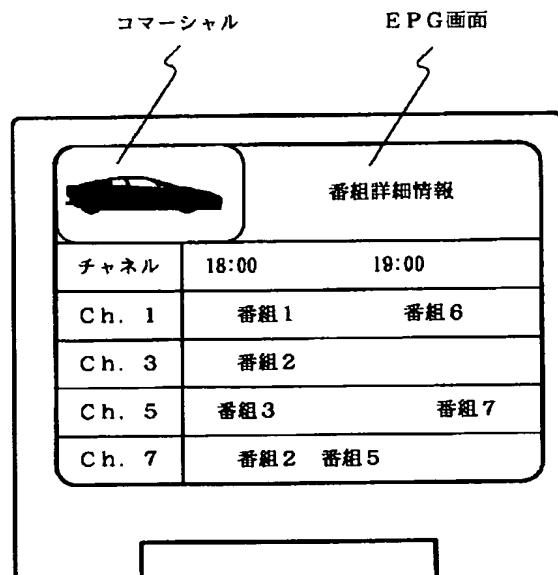 コマーシャル EPG画面
番組詳細情報
チャネル 18:00 19:00
Ch. 1 番組1 番組6
Ch. 3 番組2
Ch. 5 番組3 番組7
Ch. 7 番組2 番組5